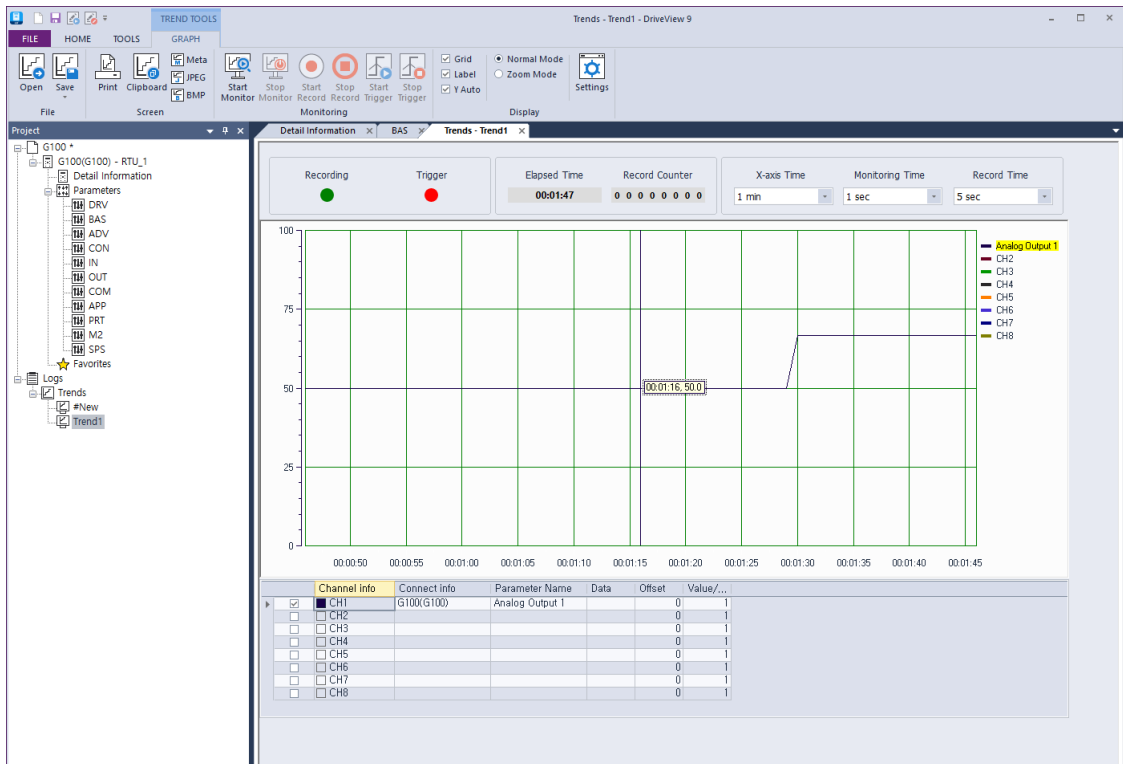 TREND TOOLS
Trends - Trend1 - DriveView 9
FILE HOME TOOLS GRAPH
Open
Save
File
Print
Clipboard
Meta
JPEG
BMP
Screen
Start Monitor
Stop Monitor
Start Record
Stop Record
Start Trigger
Stop Trigger
Monitoring
Grid
Label
Y Auto
Normal Mode
Zoom Mode
Display
Settings
Project
G100 *
G100(G100) - RTU_1
Detail Information
Parameters
DRV
BAS
ADV
CON
IN
OUT
COM
APP
PRT
M2
SPS
Favorites
Logs
Trends
#New
Trend1
Detail Information BAS Trends - Trend1
Recording Trigger
Elapsed Time Record Counter
00:01:47 0 0 0 0 0 0 0 0
X-axis Time Monitoring Time Record Time
1 min 1 sec 5 sec
100
75
50
25
0
00:01:16, 50.0
00:00:50 00:00:55 00:01:00 00:01:05 00:01:10 00:01:15 00:01:20 00:01:25 00:01:30 00:01:35 00:01:40 00:01:45
Analog Output 1
CH2
CH3
CH4
CH5
CH6
CH7
CH8
Channel info Connect info Parameter Name Data Offset Value/...
CH1 G100(G100) Analog Output 1 0 1
CH2 0 1
CH3 0 1
CH4 0 1
CH5 0 1
CH6 0 1
CH7 0 1
CH8 0 1